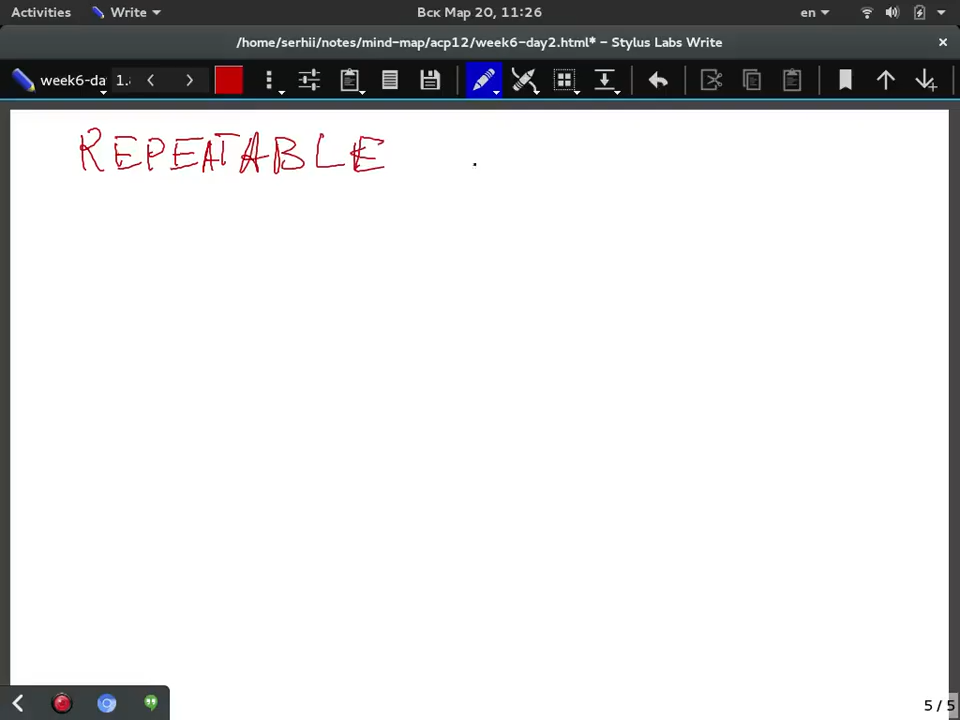 Activities Write Вск Мар 20, 11:26 en
/home/serhii/notes/mind-map/acp12/week6-day2.html* – Stylus Labs Write
week6-da 1.
REPEATABLE
5 / 5